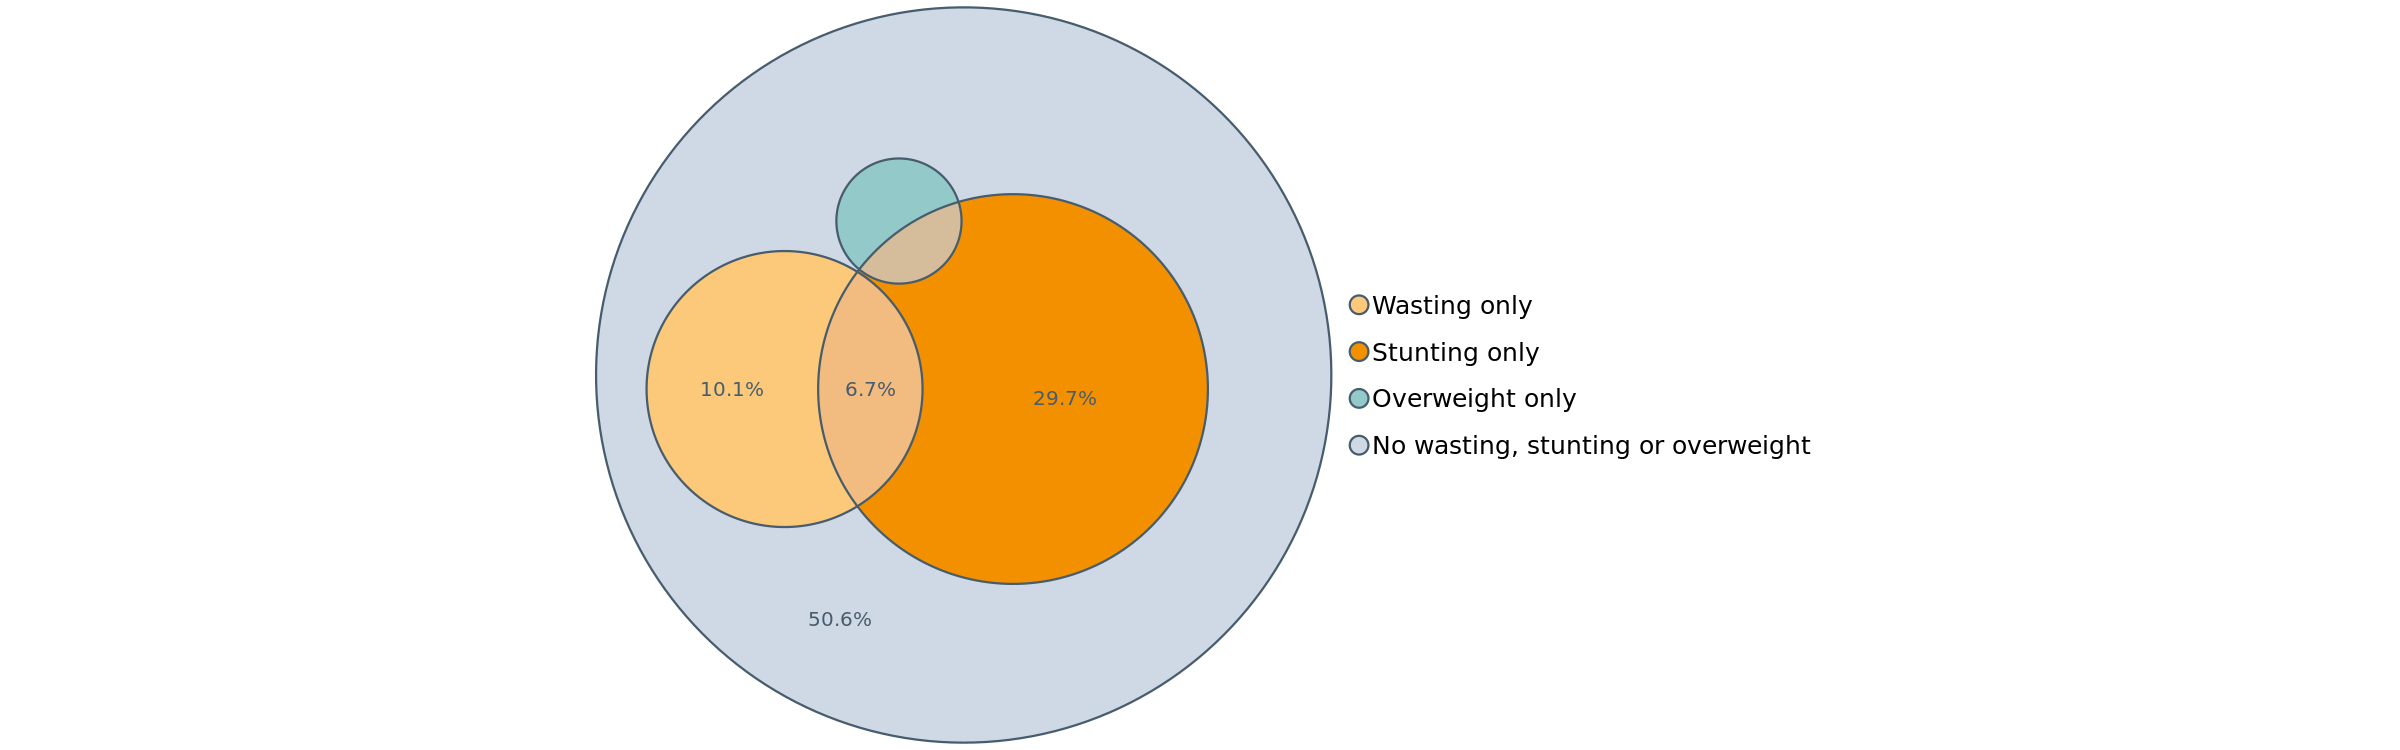 10.1%
6.7%
29.7%
50.6%
Wasting only
Stunting only
Overweight only
No wasting, stunting or overweight